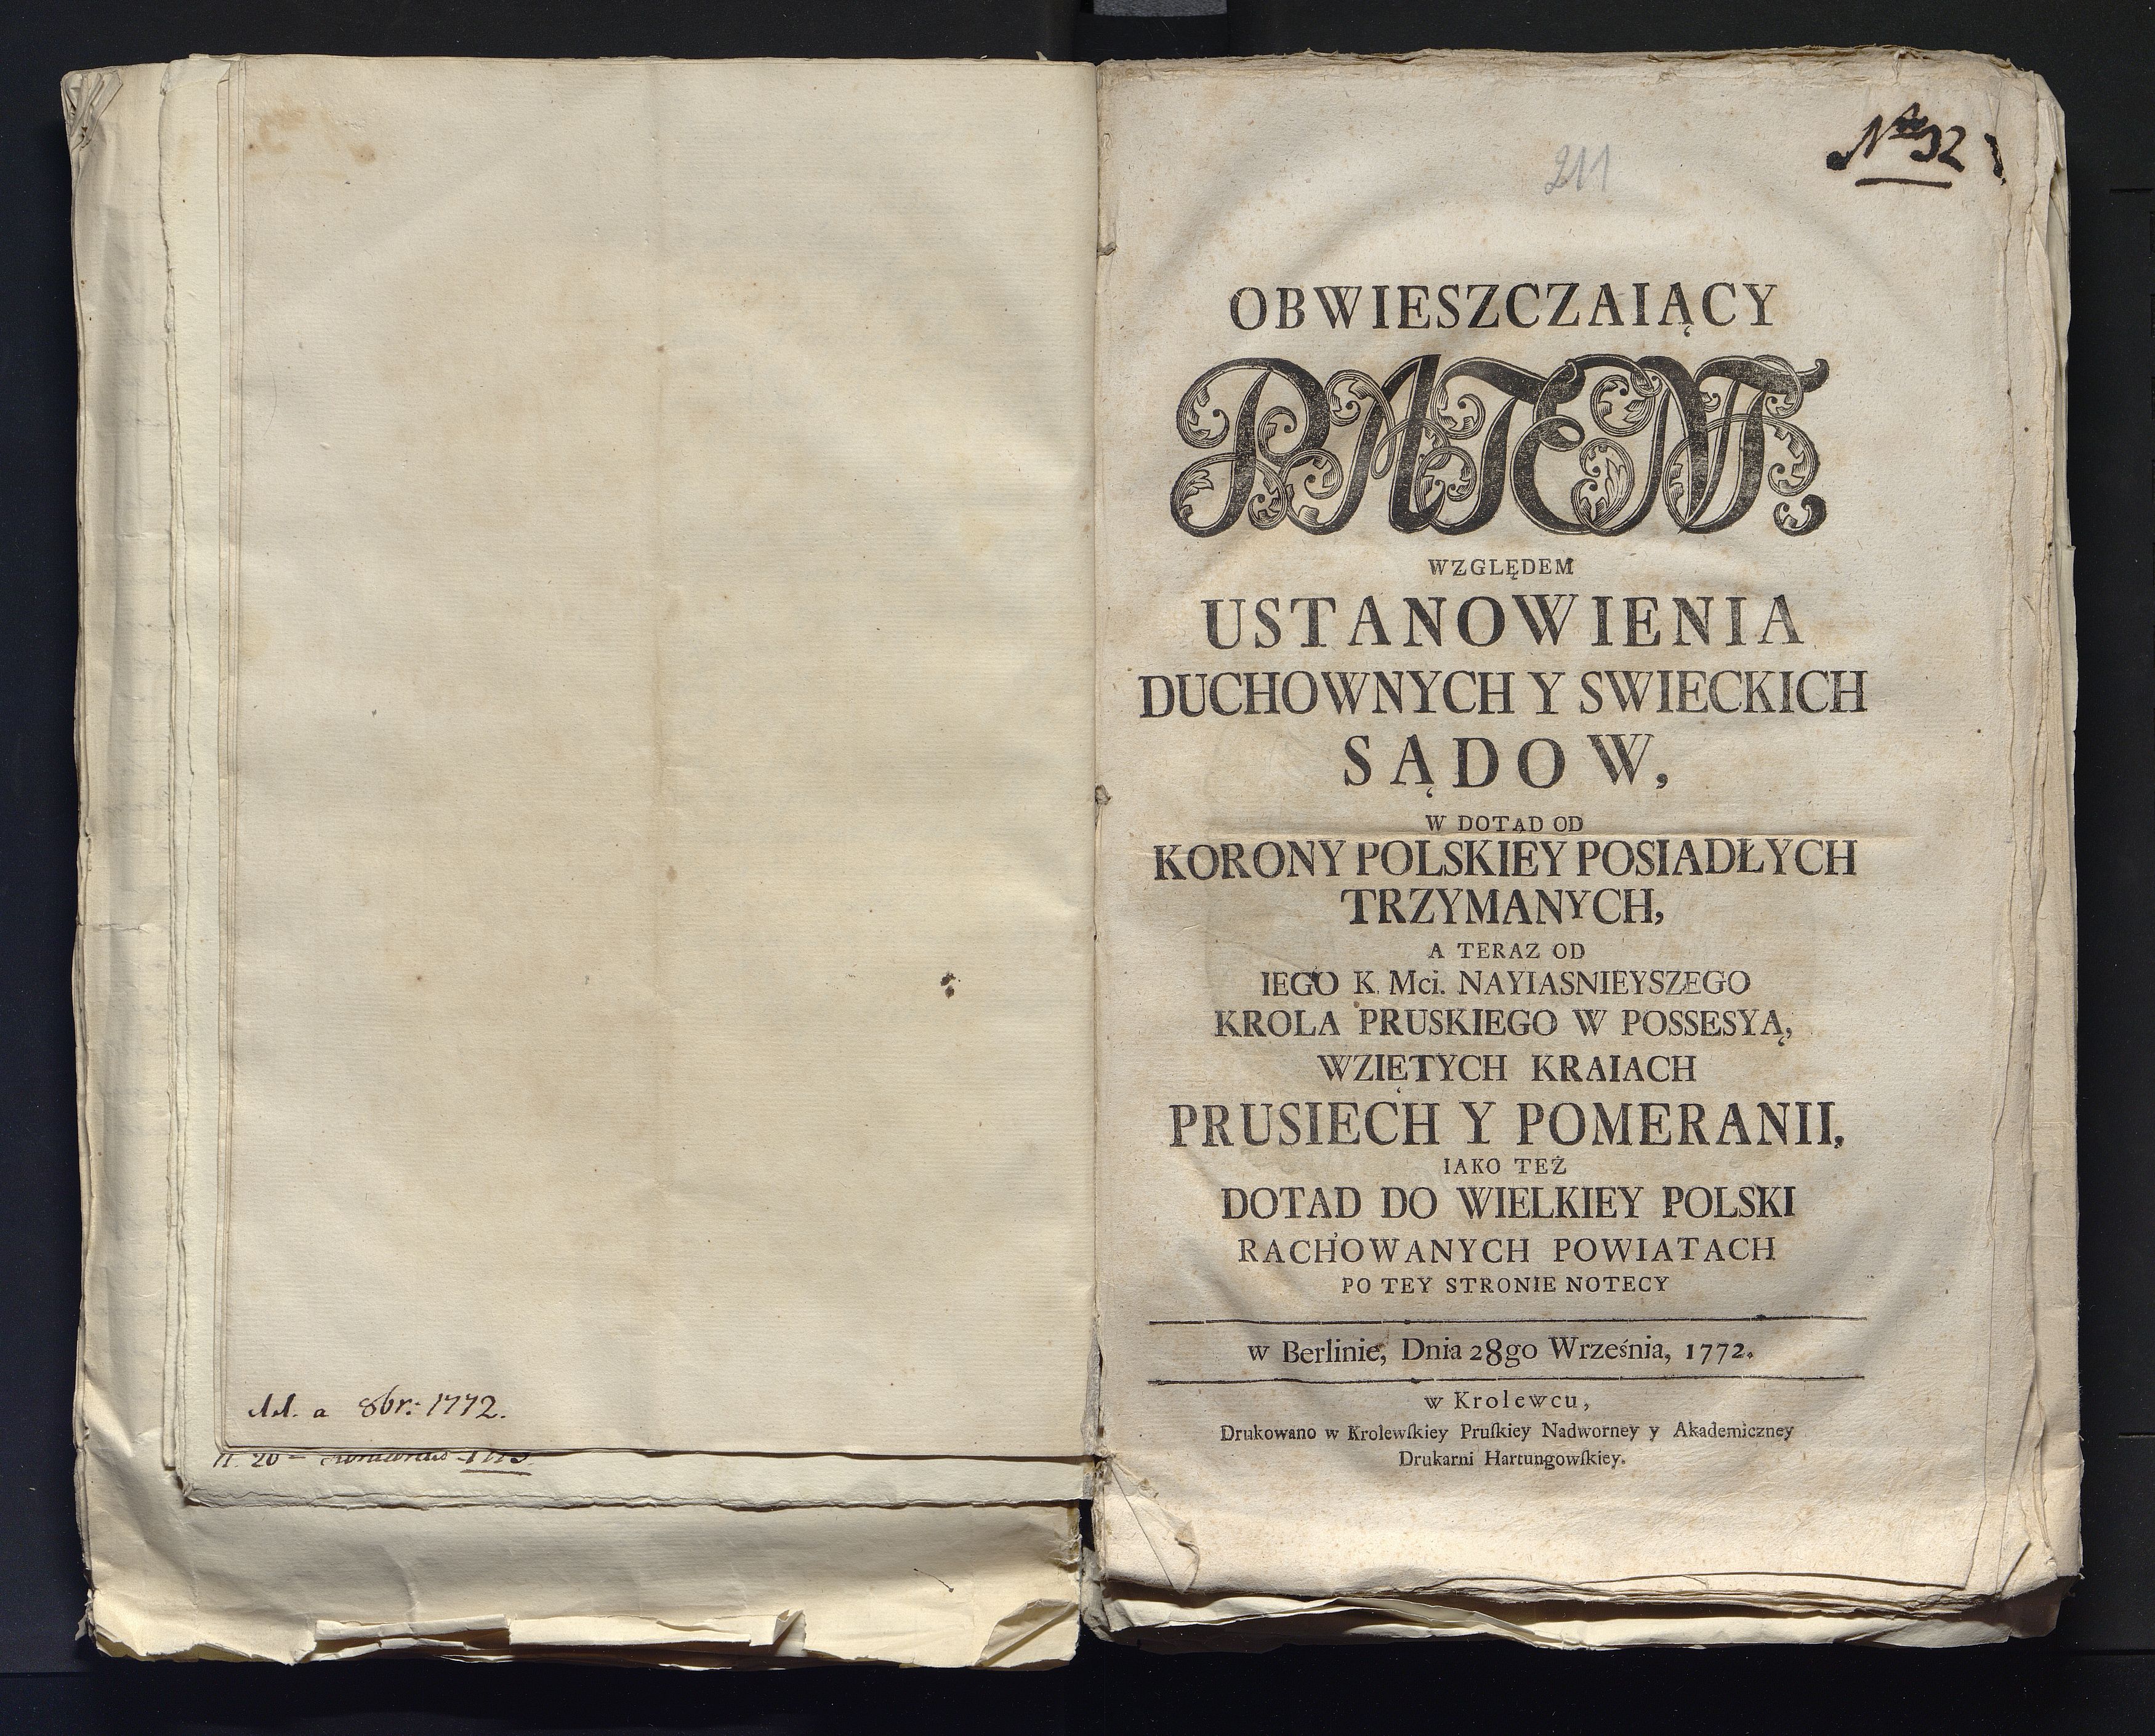 dd. a 8br: 1772.
211
No 32
OBWIESZCZAIĄCY
PATENT,
WZGLĘDEM
USTANOWIENIA
DUCHOWNYCH Y SWIECKICH
SĄDOW,
W DOTĄD OD
KORONY POLSKIEY POSIADŁYCH
TRZYMANYCH,
A TERAZ OD
IEGO K. Mci. NAYIASNIEYSZEGO
KROLA PRUSKIEGO W POSSESYĄ,
WZIĘTYCH KRAIACH
PRUSIECH Y POMERANII,
IAKO TEŻ
DOTAD DO WIELKIEY POLSKI
RACHOWANYCH POWIATACH
PO TEY STRONIE NOTECY
w Berlinie, Dnia 28go Września, 1772.
w Krolewcu,
Drukowano w Krolewſkiey Pruſkiey Nadworney y Akademiczney
Drukarni Hartungowſkiey.